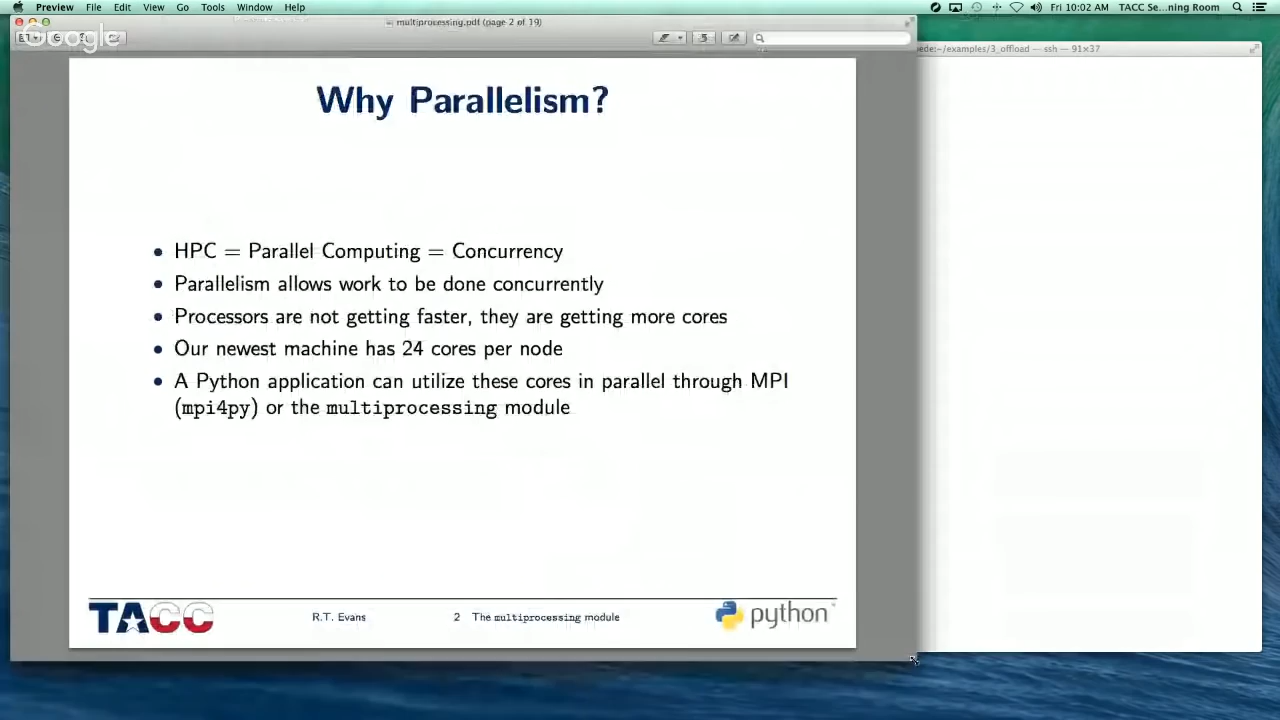 Preview File Edit View Go Tools Window Help
Fri 10:02 AM TACC Se...ning Room
multiprocessing.pdf (page 2 of 19)
Google
ede:~/examples/3_offload — ssh — 91×37
Why Parallelism?
• HPC = Parallel Computing = Concurrency
• Parallelism allows work to be done concurrently
• Processors are not getting faster, they are getting more cores
• Our newest machine has 24 cores per node
• A Python application can utilize these cores in parallel through MPI
(mpi4py) or the multiprocessing module
TACC
R.T. Evans
2 The multiprocessing module
python™